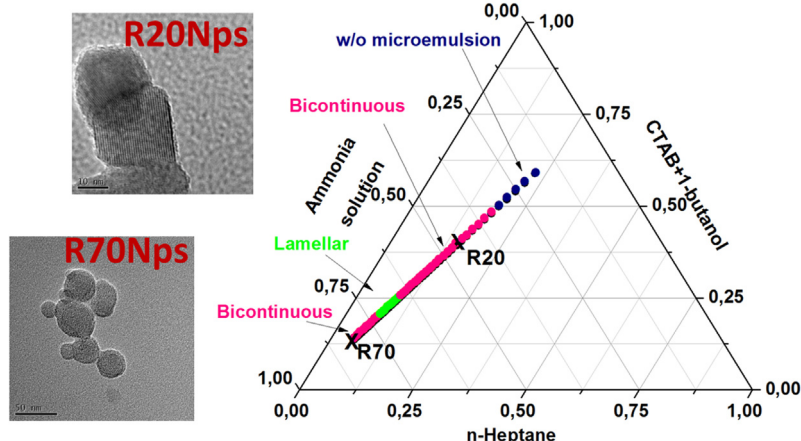 R20Nps
10 nm
R70Nps
50 nm
0,00
1,00
w/o microemulsion
0,25
0,75
Bicontinuous
Ammonia
solution
CTAB+1-butanol
0,50
0,50
Lamellar
R20
0,75
0,25
Bicontinuous
R70
1,00
0,00
0,00
0,25
0,50
0,75
1,00
n-Heptane